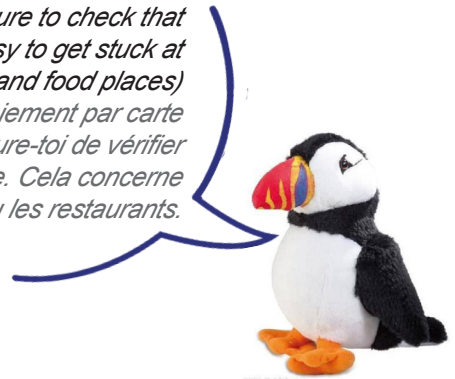 ure to check that
sy to get stuck at
and food places)
iement par carte
ure-toi de vérifier
e. Cela concerne
u les restaurants.